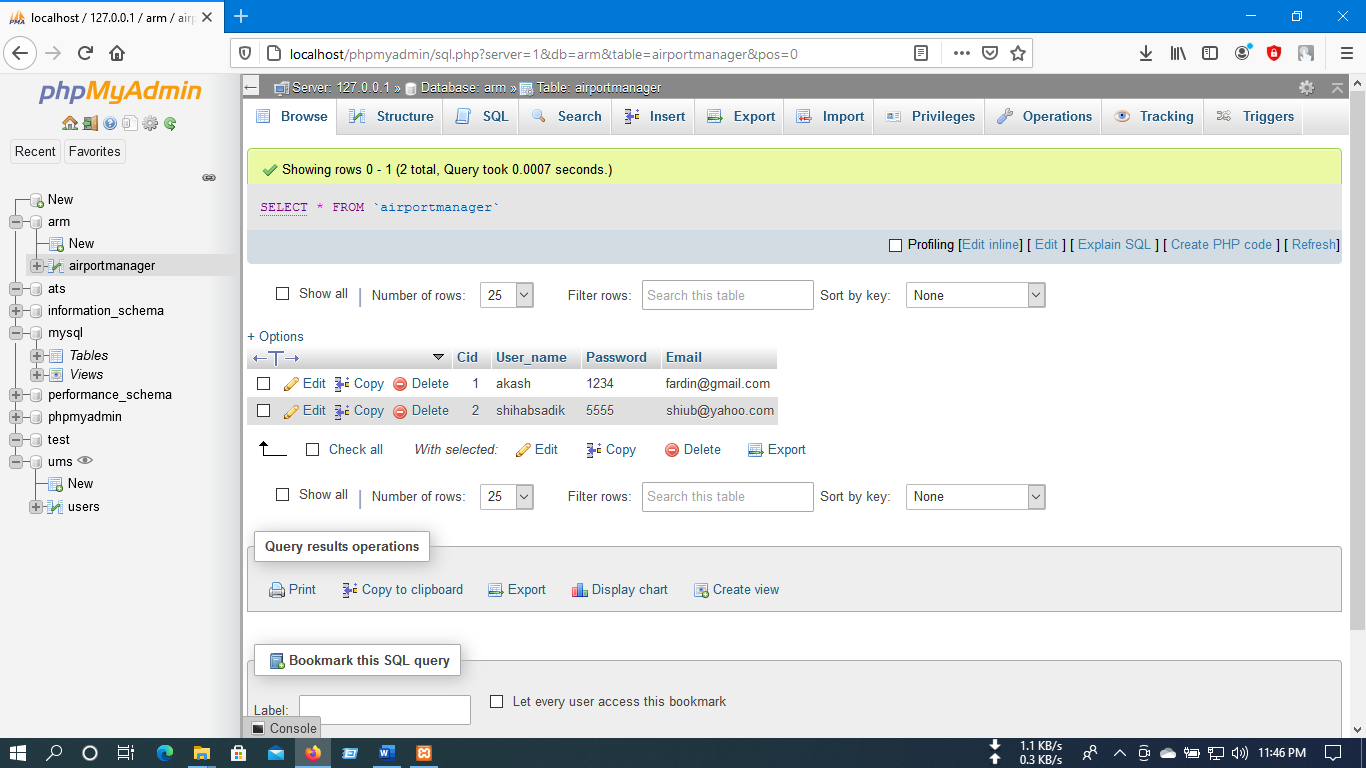 localhost / 127.0.0.1 / arm / airp
localhost/phpmyadmin/sql.php?server=1&db=arm&table=airportmanager&pos=0
phpMyAdmin
Recent Favorites
New
arm
New
airportmanager
ats
information_schema
mysql
Tables
Views
performance_schema
phpmyadmin
test
ums
New
users
Server: 127.0.0.1 » Database: arm » Table: airportmanager
Browse Structure SQL Search Insert Export Import Privileges Operations Tracking Triggers
Showing rows 0 - 1 (2 total, Query took 0.0007 seconds.)
SELECT * FROM `airportmanager`
Profiling [Edit inline] [ Edit ] [ Explain SQL ] [ Create PHP code ] [ Refresh]
Show all | Number of rows: 25 Filter rows: Search this table Sort by key: None
+ Options
←T→ Cid User_name Password Email
Edit Copy Delete 1 akash 1234 fardin@gmail.com
Edit Copy Delete 2 shihabsadik 5555 shiub@yahoo.com
Check all With selected: Edit Copy Delete Export
Show all | Number of rows: 25 Filter rows: Search this table Sort by key: None
Query results operations
Print Copy to clipboard Export Display chart Create view
Bookmark this SQL query
Label: Let every user access this bookmark
Console
1.1 KB/s
0.3 KB/s
11:46 PM